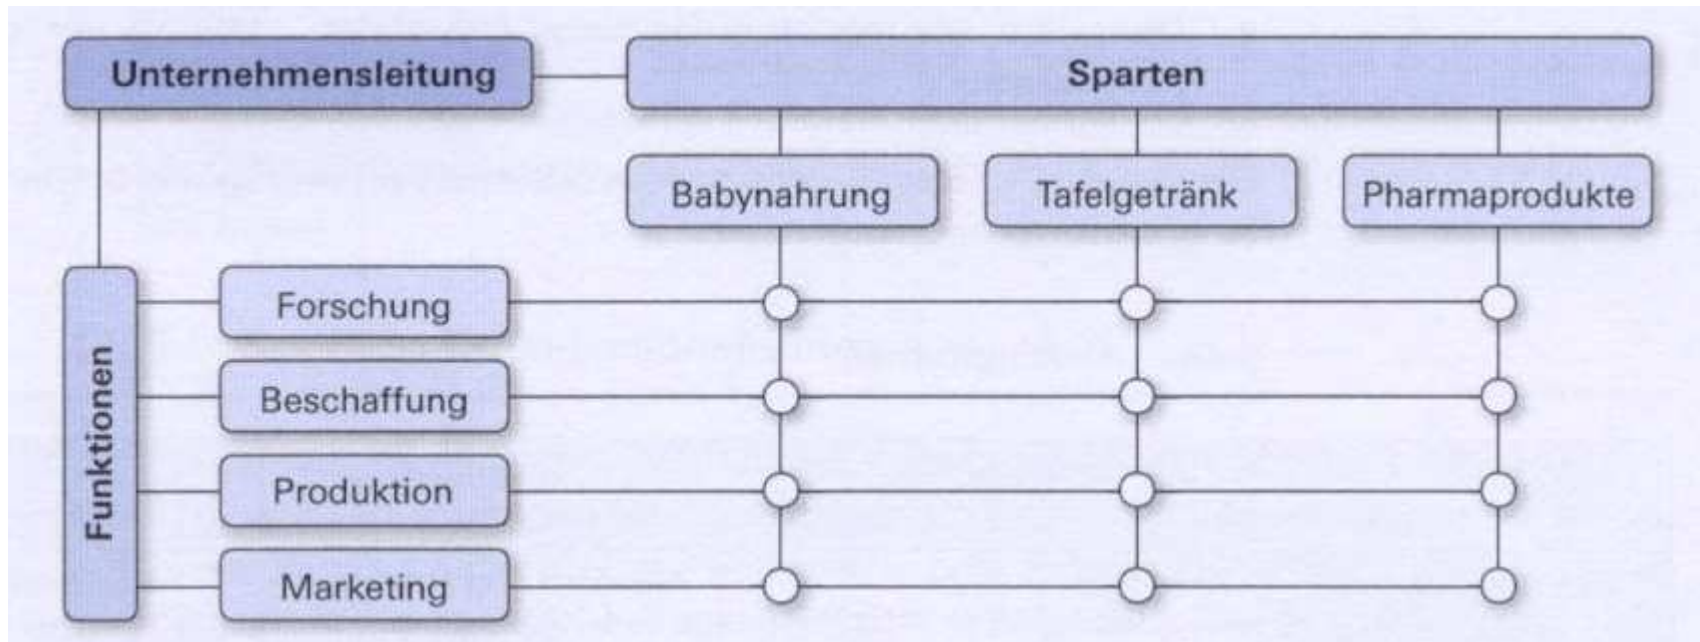 Unternehmensleitung
Sparten
Babynahrung
Tafelgetränk
Pharmaprodukte
Funktionen
Forschung
Beschaffung
Produktion
Marketing